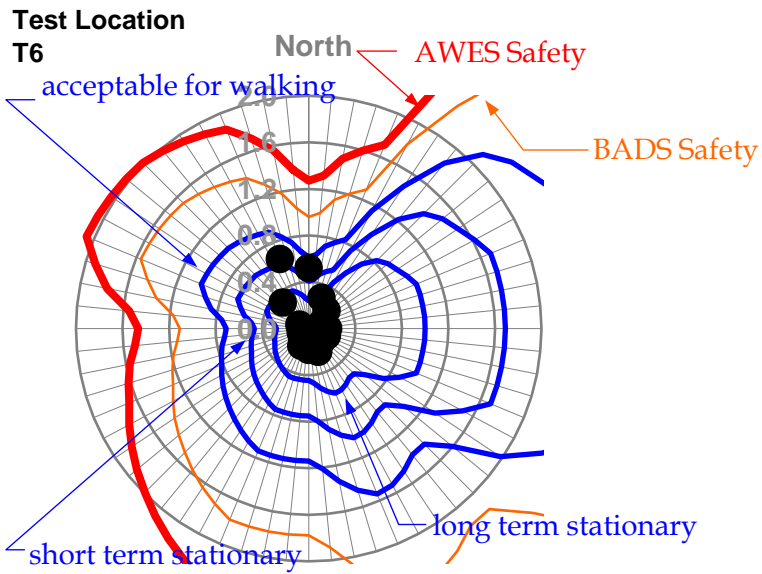 Test Location
T6
North
AWES Safety
acceptable for walking
2.0
1.6
BADS Safety
1.2
0.8
0.4
0.0
long term stationary
short term stationary